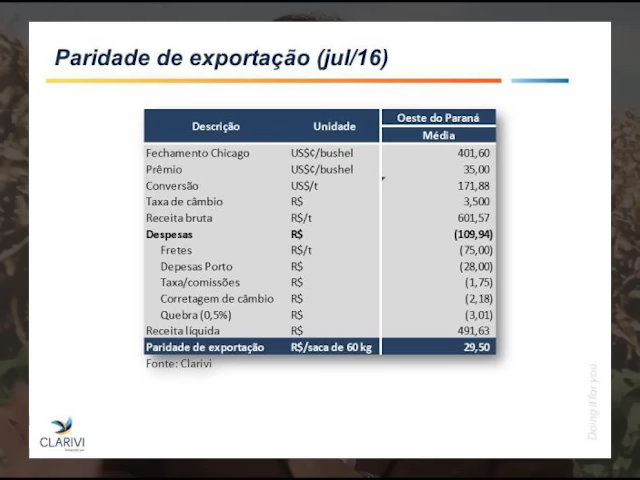 Paridade de exportação (jul/16)
Descrição Unidade Oeste do Paraná
Média
Fechamento Chicago US$¢/bushel 401,60
Prêmio US$¢/bushel 35,00
Conversão US$/t 171,88
Taxa de câmbio R$ 3,500
Receita bruta R$/t 601,57
Despesas R$ (109,94)
Fretes R$/t (75,00)
Depesas Porto R$ (28,00)
Taxa/comissões R$ (1,75)
Corretagem de câmbio R$ (2,18)
Quebra (0,5%) R$ (3,01)
Receita líquida R$ 491,63
Paridade de exportação R$/saca de 60 kg 29,50
Fonte: Clarivi
CLARIVI
Doing it for you